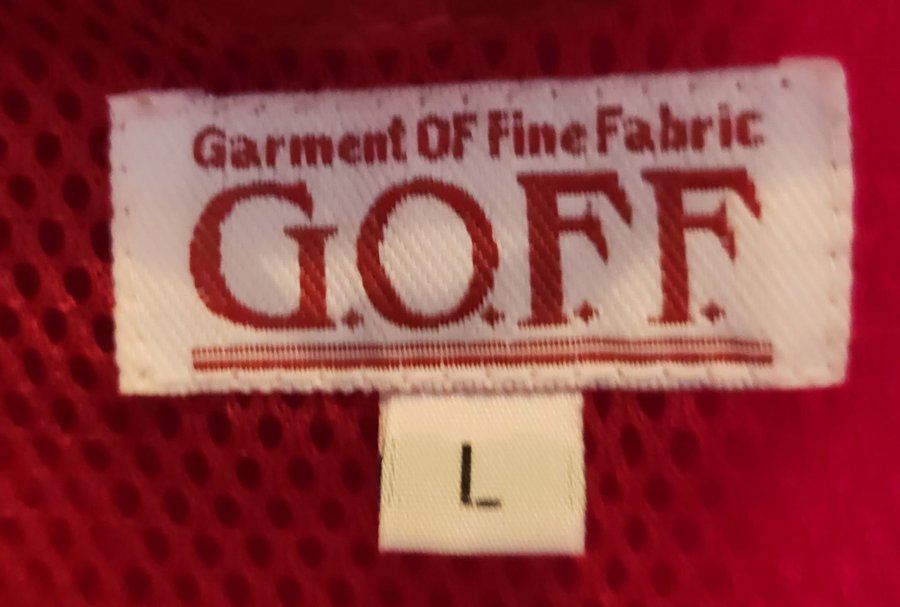 Garment OF Fine Fabric
G.O.F.F.
L